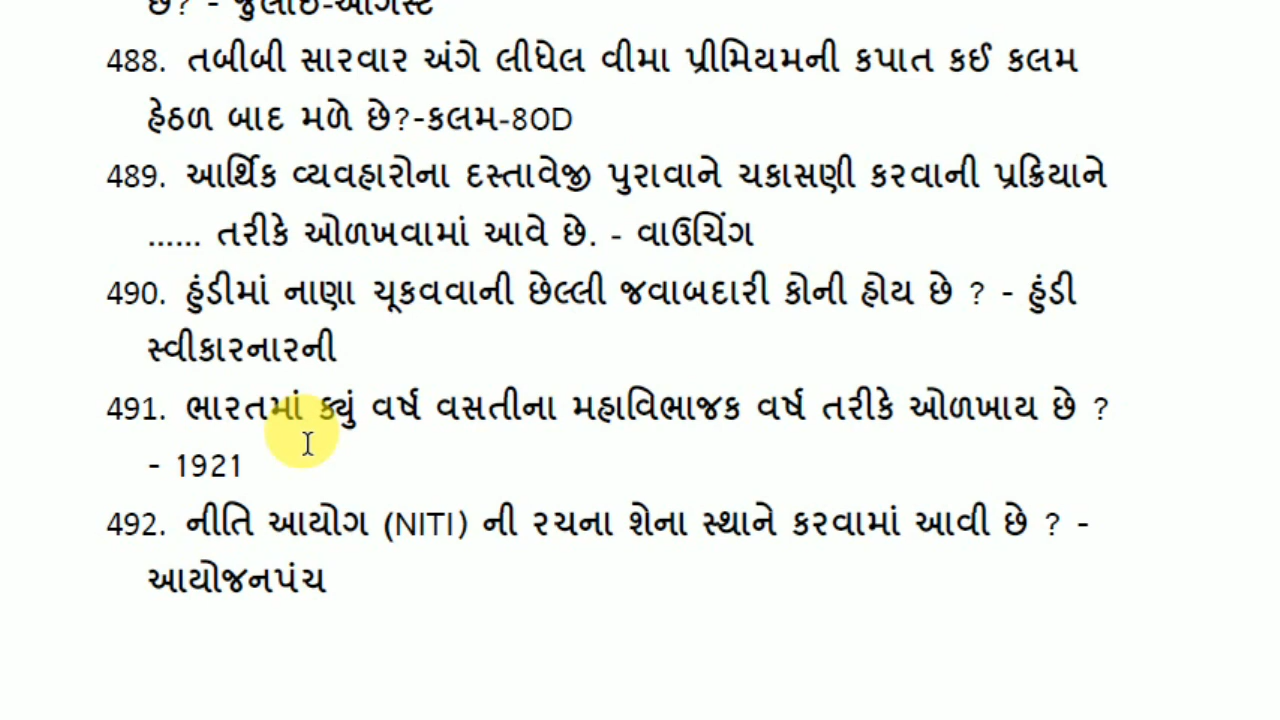 છે? - જુલાઈ-ઓગસ્ટ
488. તબીબી સારવાર અંગે લીધેલ વીમા પ્રીમિયમની કપાત કઈ કલમ
હેઠળ બાદ મળે છે?-કલમ-80D
489. આર્થિક વ્યવહારોના દસ્તાવેજી પુરાવાને ચકાસણી કરવાની પ્રક્રિયાને
...... તરીકે ઓળખવામાં આવે છે. - વાઉચિંગ
490. હુંડીમાં નાણા ચૂકવવાની છેલ્લી જવાબદારી કોની હોય છે ? - હુંડી
સ્વીકારનારની
491. ભારતમાં ક્યું વર્ષ વસતીના મહાવિભાજક વર્ષ તરીકે ઓળખાય છે ?
- 1921
492. નીતિ આયોગ (NITI) ની રચના શેના સ્થાને કરવામાં આવી છે ? -
આયોજનપંચ